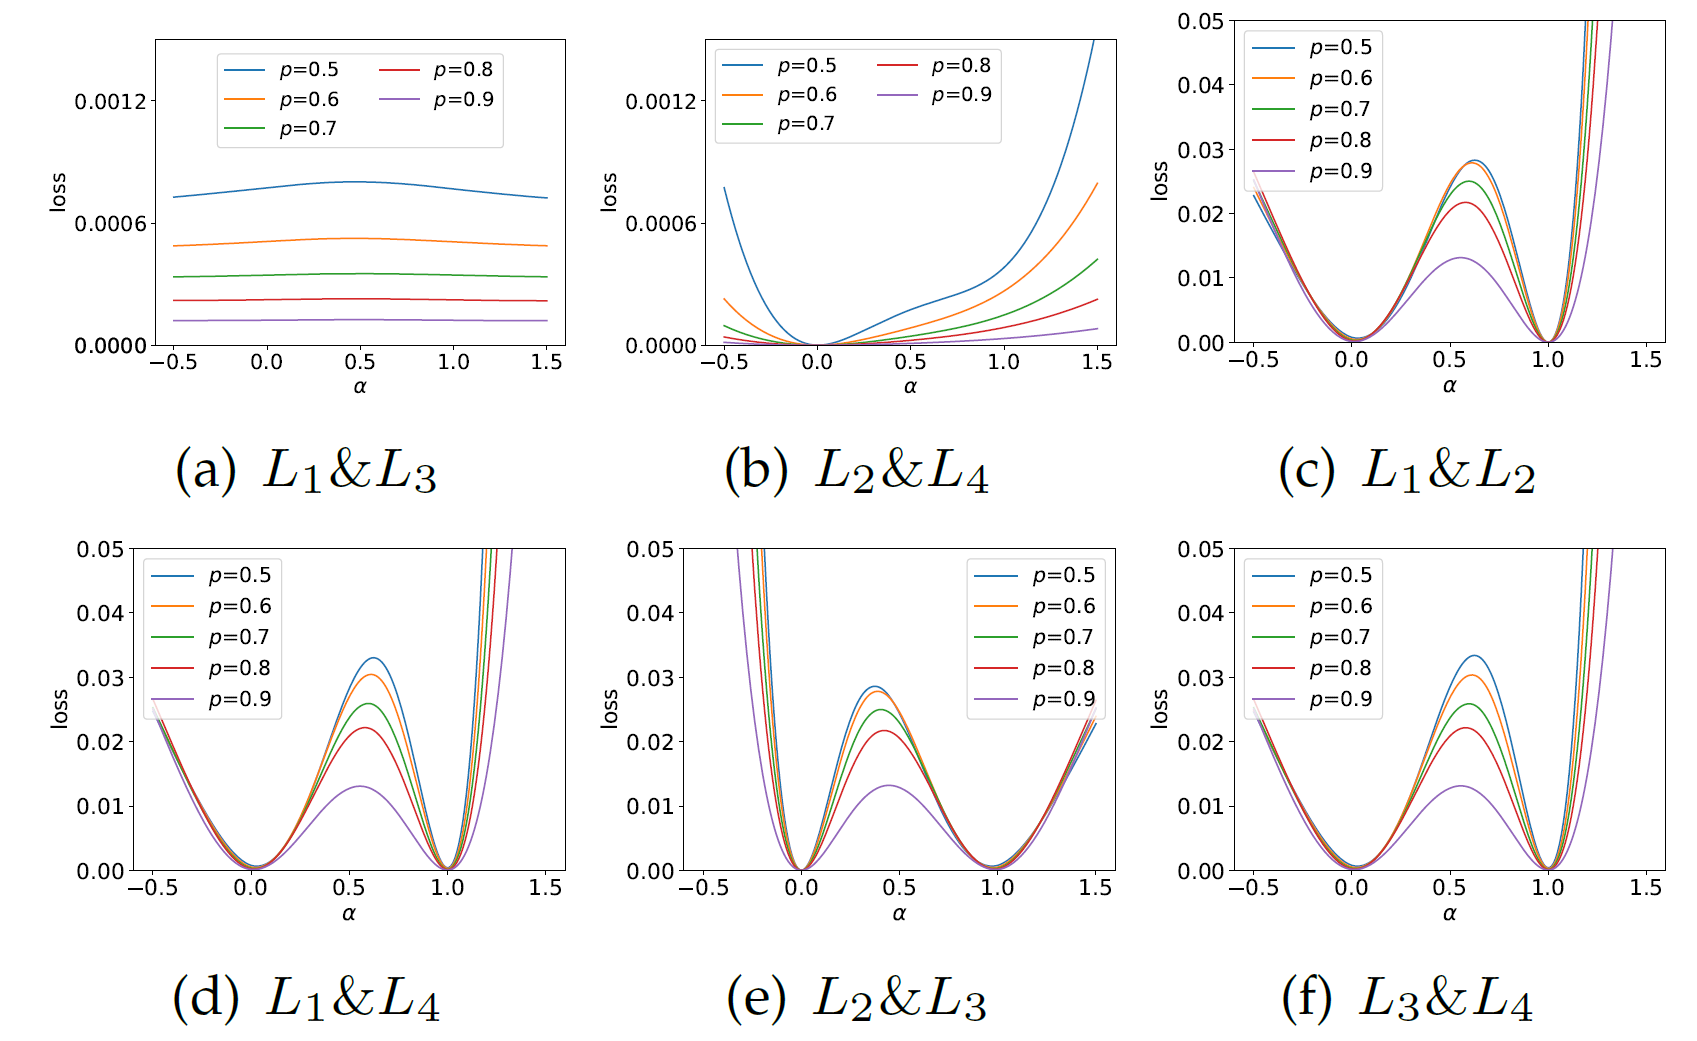 p=0.5
p=0.6
p=0.7
p=0.8
p=0.9
0.0012
0.0006
0.0000
loss
−0.5 0.0 0.5 1.0 1.5
α
(a) L1&L3
p=0.5
p=0.6
p=0.7
p=0.8
p=0.9
0.0012
0.0006
0.0000
loss
−0.5 0.0 0.5 1.0 1.5
α
(b) L2&L4
p=0.5
p=0.6
p=0.7
p=0.8
p=0.9
0.05
0.04
0.03
0.02
0.01
0.00
loss
−0.5 0.0 0.5 1.0 1.5
α
(c) L1&L2
p=0.5
p=0.6
p=0.7
p=0.8
p=0.9
0.05
0.04
0.03
0.02
0.01
0.00
loss
−0.5 0.0 0.5 1.0 1.5
α
(d) L1&L4
p=0.5
p=0.6
p=0.7
p=0.8
p=0.9
0.05
0.04
0.03
0.02
0.01
0.00
loss
−0.5 0.0 0.5 1.0 1.5
α
(e) L2&L3
p=0.5
p=0.6
p=0.7
p=0.8
p=0.9
0.05
0.04
0.03
0.02
0.01
0.00
loss
−0.5 0.0 0.5 1.0 1.5
α
(f) L3&L4